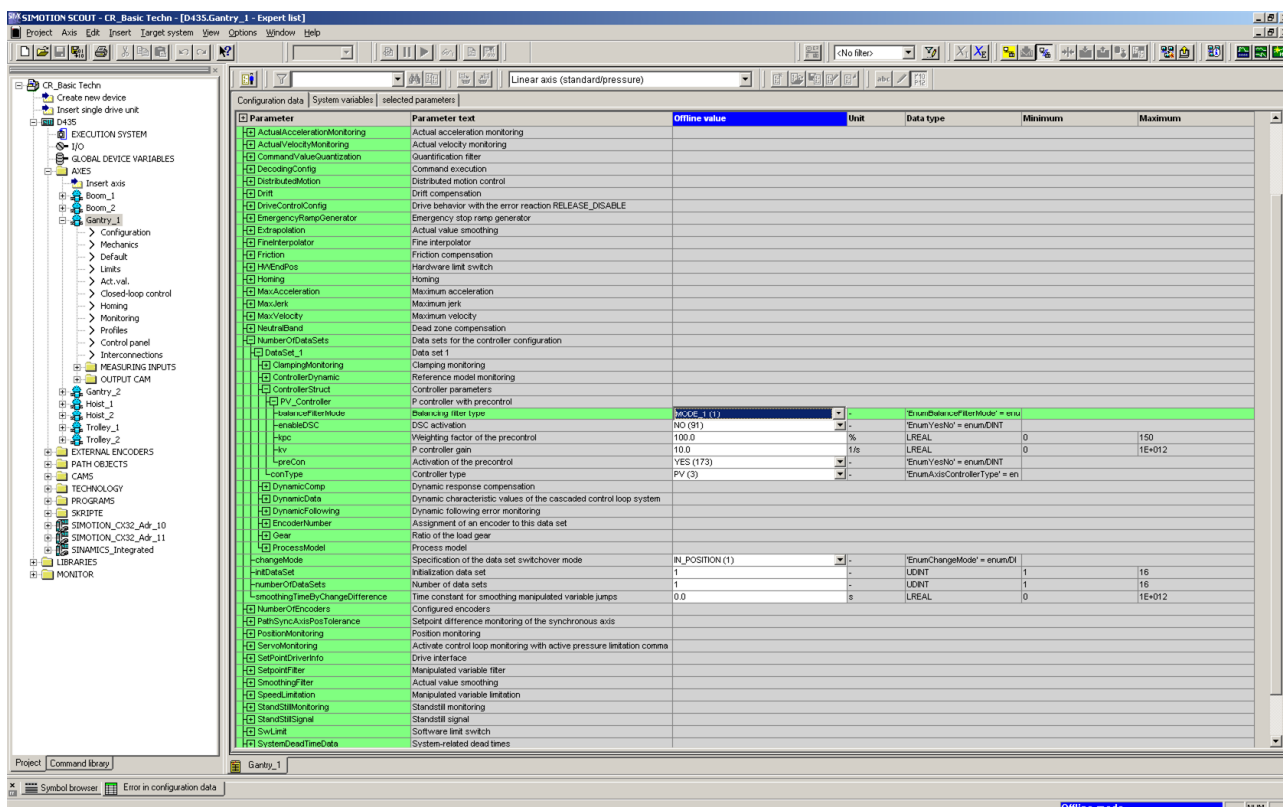 SIMOTION SCOUT - CR_Basic Techn - [D435.Gantry_1 - Expert list]
Project Axis Edit Insert Target system View Options Window Help
<No filter>
Linear axis (standard/pressure)
CR_Basic Techn
Create new device
Insert single drive unit
D435
EXECUTION SYSTEM
I/O
GLOBAL DEVICE VARIABLES
AXES
Insert axis
Boom_1
Boom_2
Gantry_1
Configuration
Mechanics
Default
Limits
Act.val.
Closed-loop control
Homing
Monitoring
Profiles
Control panel
Interconnections
MEASURING INPUTS
OUTPUT CAM
Gantry_2
Hoist_1
Hoist_2
Trolley_1
Trolley_2
EXTERNAL ENCODERS
PATH OBJECTS
CAMS
TECHNOLOGY
PROGRAMS
SKRIPTE
SIMOTION_CX32_Adr_10
SIMOTION_CX32_Adr_11
SINAMICS_Integrated
LIBRARIES
MONITOR
Project Command library
Configuration data System variables selected parameters
Parameter Parameter text Offline value Unit Data type Minimum Maximum
ActualAccelerationMonitoring Actual acceleration monitoring
ActualVelocityMonitoring Actual velocity monitoring
CommandValueQuantization Quantification filter
DecodingConfig Command execution
DistributedMotion Distributed motion control
Drift Drift compensation
DriveControlConfig Drive behavior with the error reaction RELEASE_DISABLE
EmergencyRampGenerator Emergency stop ramp generator
Extrapolation Actual value smoothing
FineInterpolator Fine interpolator
Friction Friction compensation
HWEndPos Hardware limit switch
Homing Homing
MaxAcceleration Maximum acceleration
MaxJerk Maximum jerk
MaxVelocity Maximum velocity
NeutralBand Dead zone compensation
NumberOfDataSets Data sets for the controller configuration
DataSet_1 Data set 1
ClampingMonitoring Clamping monitoring
ControllerDynamic Reference model monitoring
ControllerStruct Controller parameters
PV_Controller P controller with precontrol
balanceFilterMode Balancing filter type MODE_1 (1) - 'EnumBalanceFilterMode' = enu
enableDSC DSC activation NO (91) - 'EnumYesNo' = enum/DINT
kpc Weighting factor of the precontrol 100.0 % LREAL 0 150
kv P controller gain 10.0 1/s LREAL 0 1E+012
preCon Activation of the precontrol YES (173) - 'EnumYesNo' = enum/DINT
conType Controller type PV (3) - 'EnumAxisControllerType' = en
DynamicComp Dynamic response compensation
DynamicData Dynamic characteristic values of the cascaded control loop system
DynamicFollowing Dynamic following error monitoring
EncoderNumber Assignment of an encoder to this data set
Gear Ratio of the load gear
ProcessModel Process model
changeMode Specification of the data set switchover mode IN_POSITION (1) - 'EnumChangeMode' = enum/DI
initDataSet Initialization data set 1 - UDINT 1 16
numberOfDataSets Number of data sets 1 - UDINT 1 16
smoothingTimeByChangeDifference Time constant for smoothing manipulated variable jumps 0.0 s LREAL 0 1E+012
NumberOfEncoders Configured encoders
PathSyncAxisPosTolerance Setpoint difference monitoring of the synchronous axis
PositionMonitoring Position monitoring
ServoMonitoring Activate control loop monitoring with active pressure limitation comma
SetPointDriverInfo Drive interface
SetpointFilter Manipulated variable filter
SmoothingFilter Actual value smoothing
SpeedLimitation Manipulated variable limitation
StandStillMonitoring Standstill monitoring
StandStillSignal Standstill signal
SwLimit Software limit switch
SystemDeadTimeData System-related dead times
Gantry_1
Symbol browser Error in configuration data
Offline mode NUM